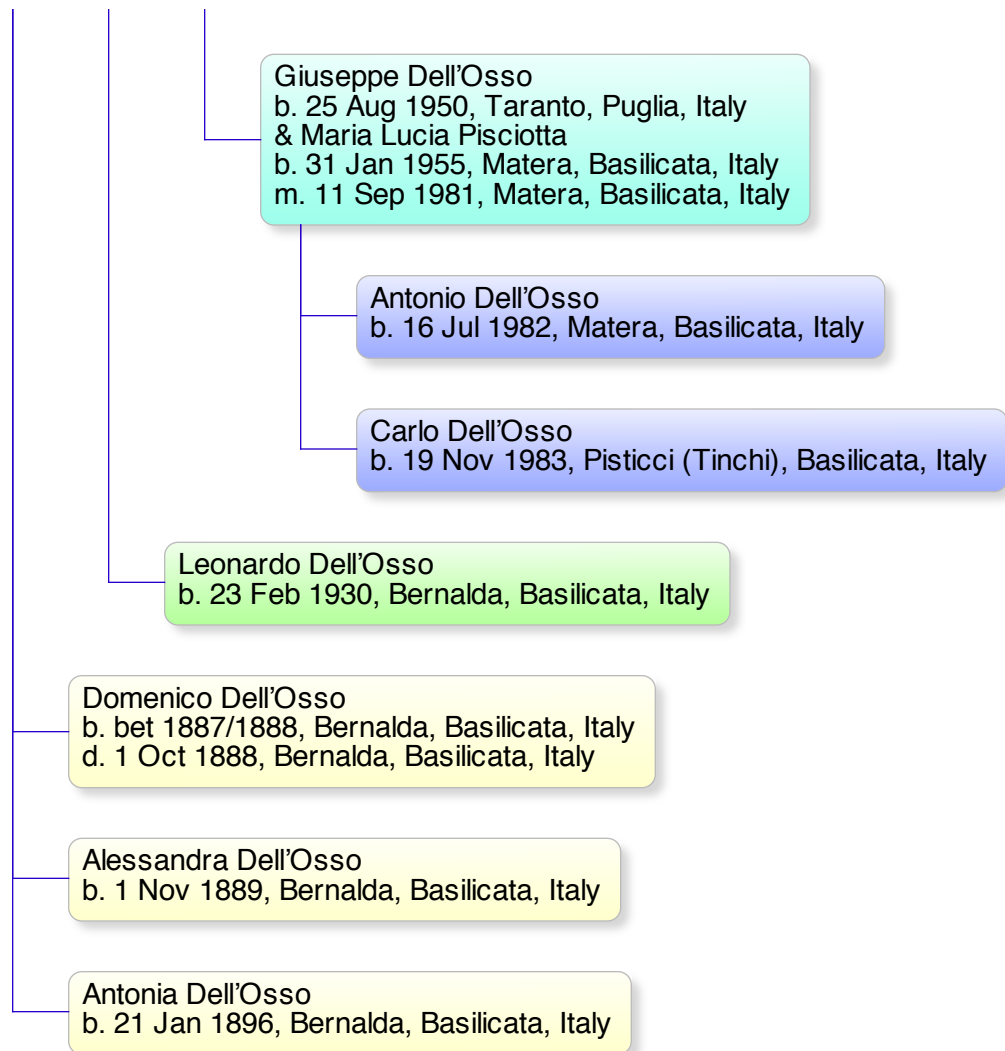 Giuseppe Dell’Osso
b. 25 Aug 1950, Taranto, Puglia, Italy
& Maria Lucia Pisciotta
b. 31 Jan 1955, Matera, Basilicata, Italy
m. 11 Sep 1981, Matera, Basilicata, Italy
Antonio Dell’Osso
b. 16 Jul 1982, Matera, Basilicata, Italy
Carlo Dell’Osso
b. 19 Nov 1983, Pisticci (Tinchi), Basilicata, Italy
Leonardo Dell’Osso
b. 23 Feb 1930, Bernalda, Basilicata, Italy
Domenico Dell’Osso
b. bet 1887/1888, Bernalda, Basilicata, Italy
d. 1 Oct 1888, Bernalda, Basilicata, Italy
Alessandra Dell’Osso
b. 1 Nov 1889, Bernalda, Basilicata, Italy
Antonia Dell’Osso
b. 21 Jan 1896, Bernalda, Basilicata, Italy